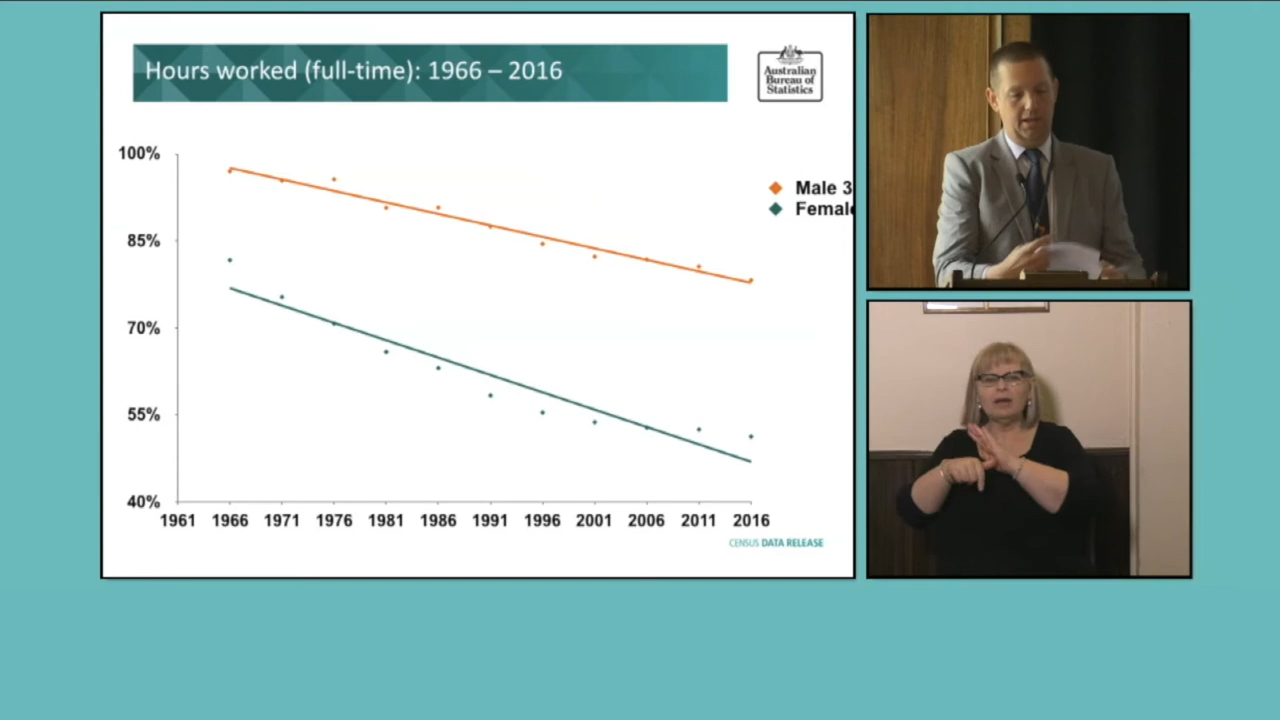 Hours worked (full-time): 1966 – 2016
Australian
Bureau of
Statistics
100%
85%
70%
55%
40%
1961 1966 1971 1976 1981 1986 1991 1996 2001 2006 2011 2016
Male 3
Female
CENSUS DATA RELEASE